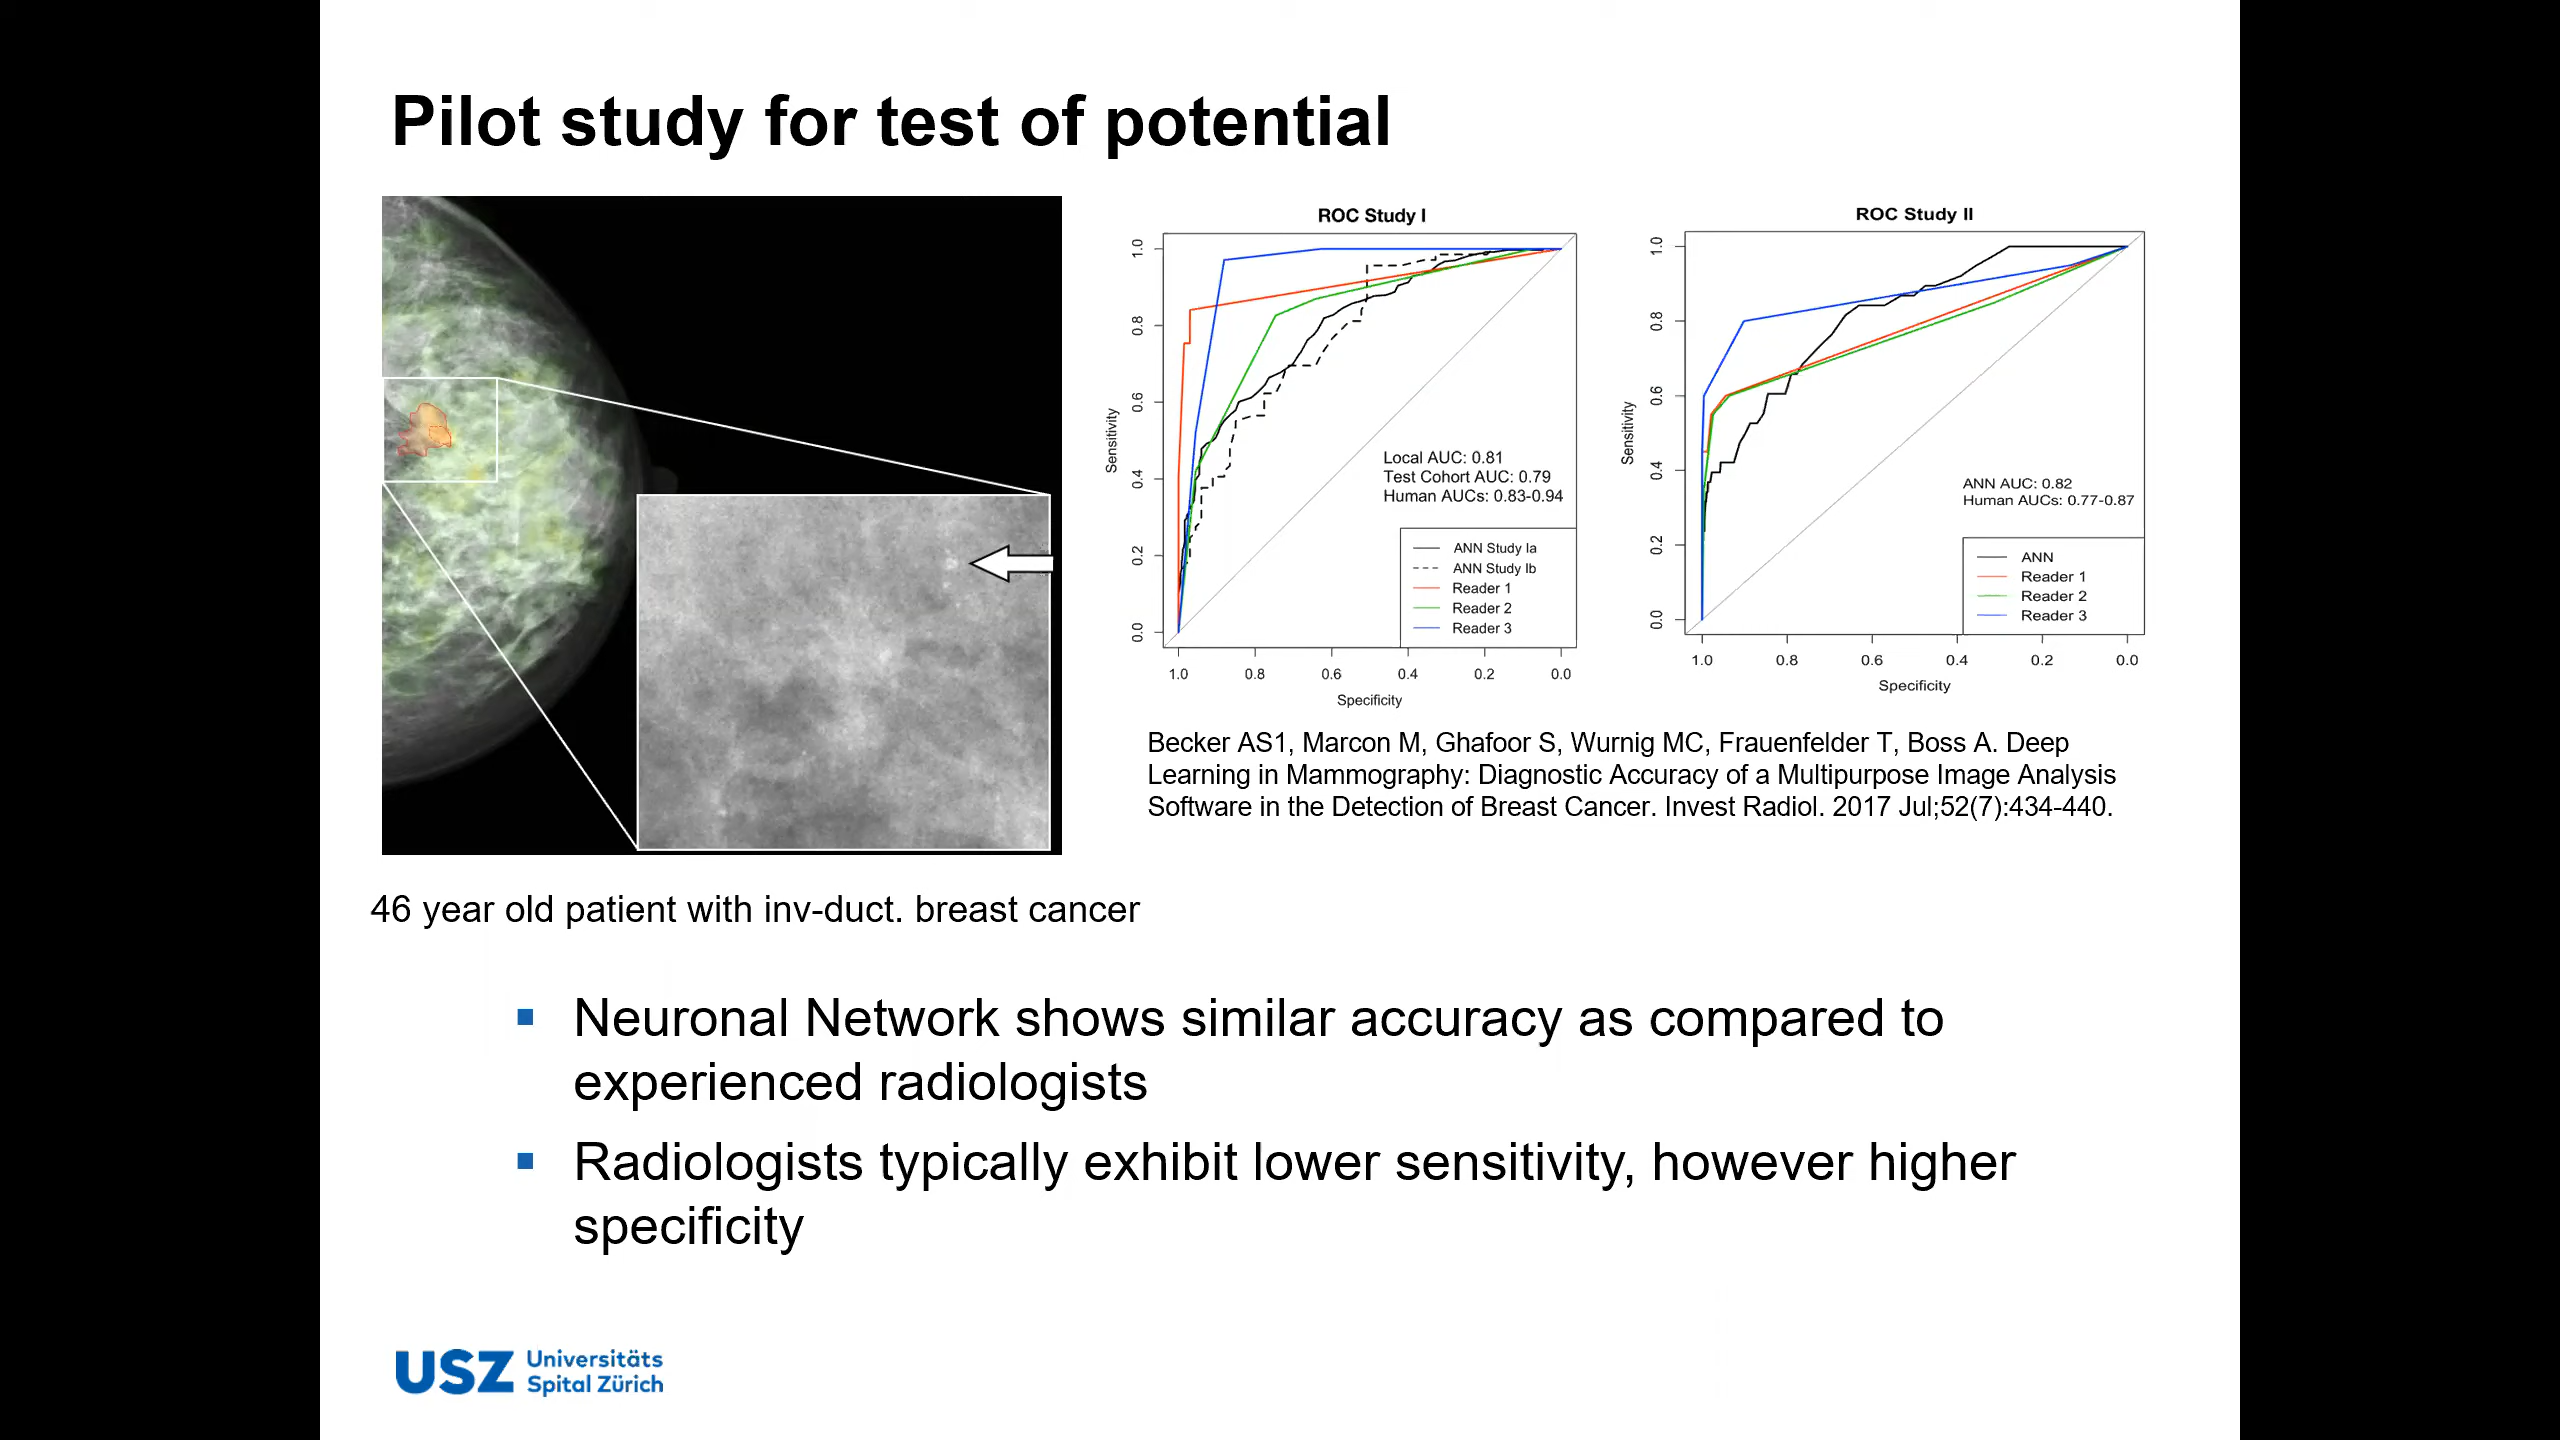 Pilot study for test of potential
ROC Study I
1.0
0.8
0.6
0.4
0.2
0.0
Sensitivity
Local AUC: 0.81
Test Cohort AUC: 0.79
Human AUCs: 0.83-0.94
ANN Study Ia
ANN Study Ib
Reader 1
Reader 2
Reader 3
1.0 0.8 0.6 0.4 0.2 0.0
Specificity
ROC Study II
1.0
0.8
0.6
0.4
0.2
0.0
Sensitivity
ANN AUC: 0.82
Human AUCs: 0.77-0.87
ANN
Reader 1
Reader 2
Reader 3
1.0 0.8 0.6 0.4 0.2 0.0
Specificity
Becker AS1, Marcon M, Ghafoor S, Wurnig MC, Frauenfelder T, Boss A. Deep
Learning in Mammography: Diagnostic Accuracy of a Multipurpose Image Analysis
Software in the Detection of Breast Cancer. Invest Radiol. 2017 Jul;52(7):434-440.
46 year old patient with inv-duct. breast cancer
▪ Neuronal Network shows similar accuracy as compared to
experienced radiologists
▪ Radiologists typically exhibit lower sensitivity, however higher
specificity
USZ Universitäts
Spital Zürich